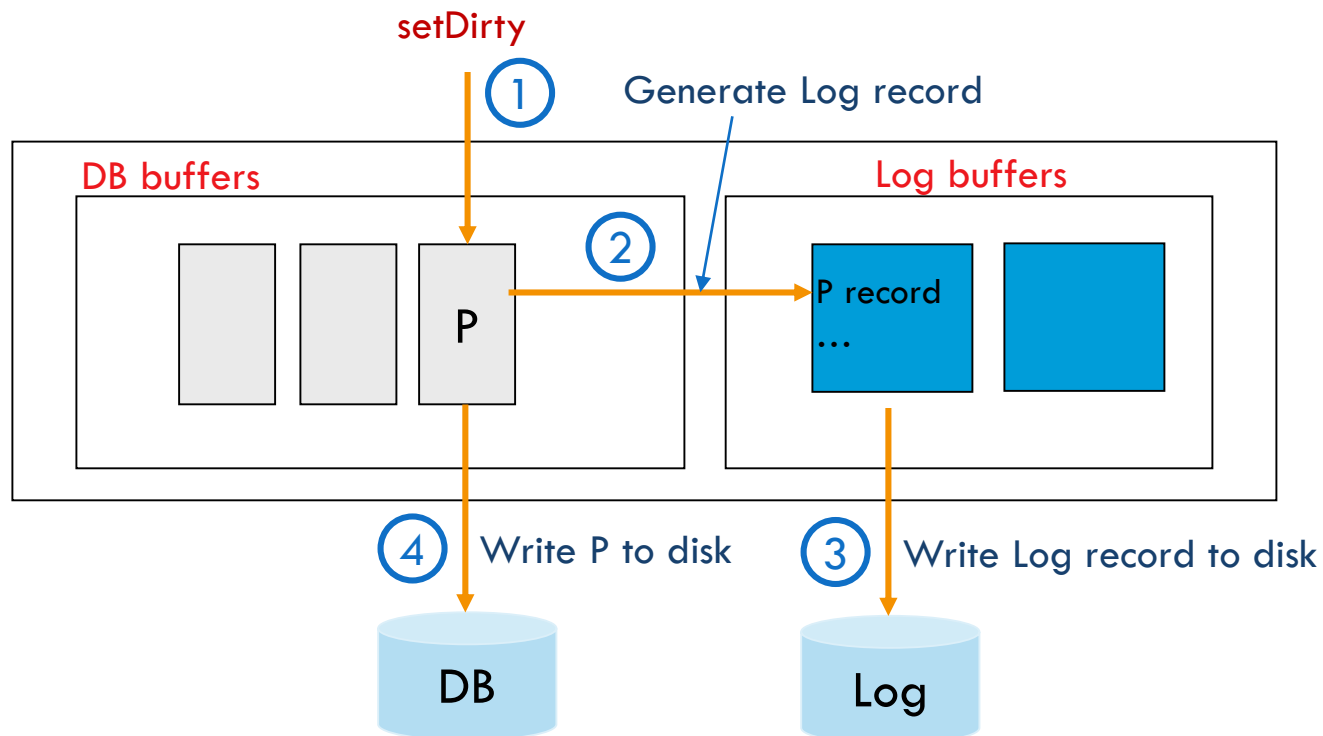 setDirty
1
Generate Log record
DB buffers
Log buffers
2
P
P record
...
4
Write P to disk
3
Write Log record to disk
DB
Log